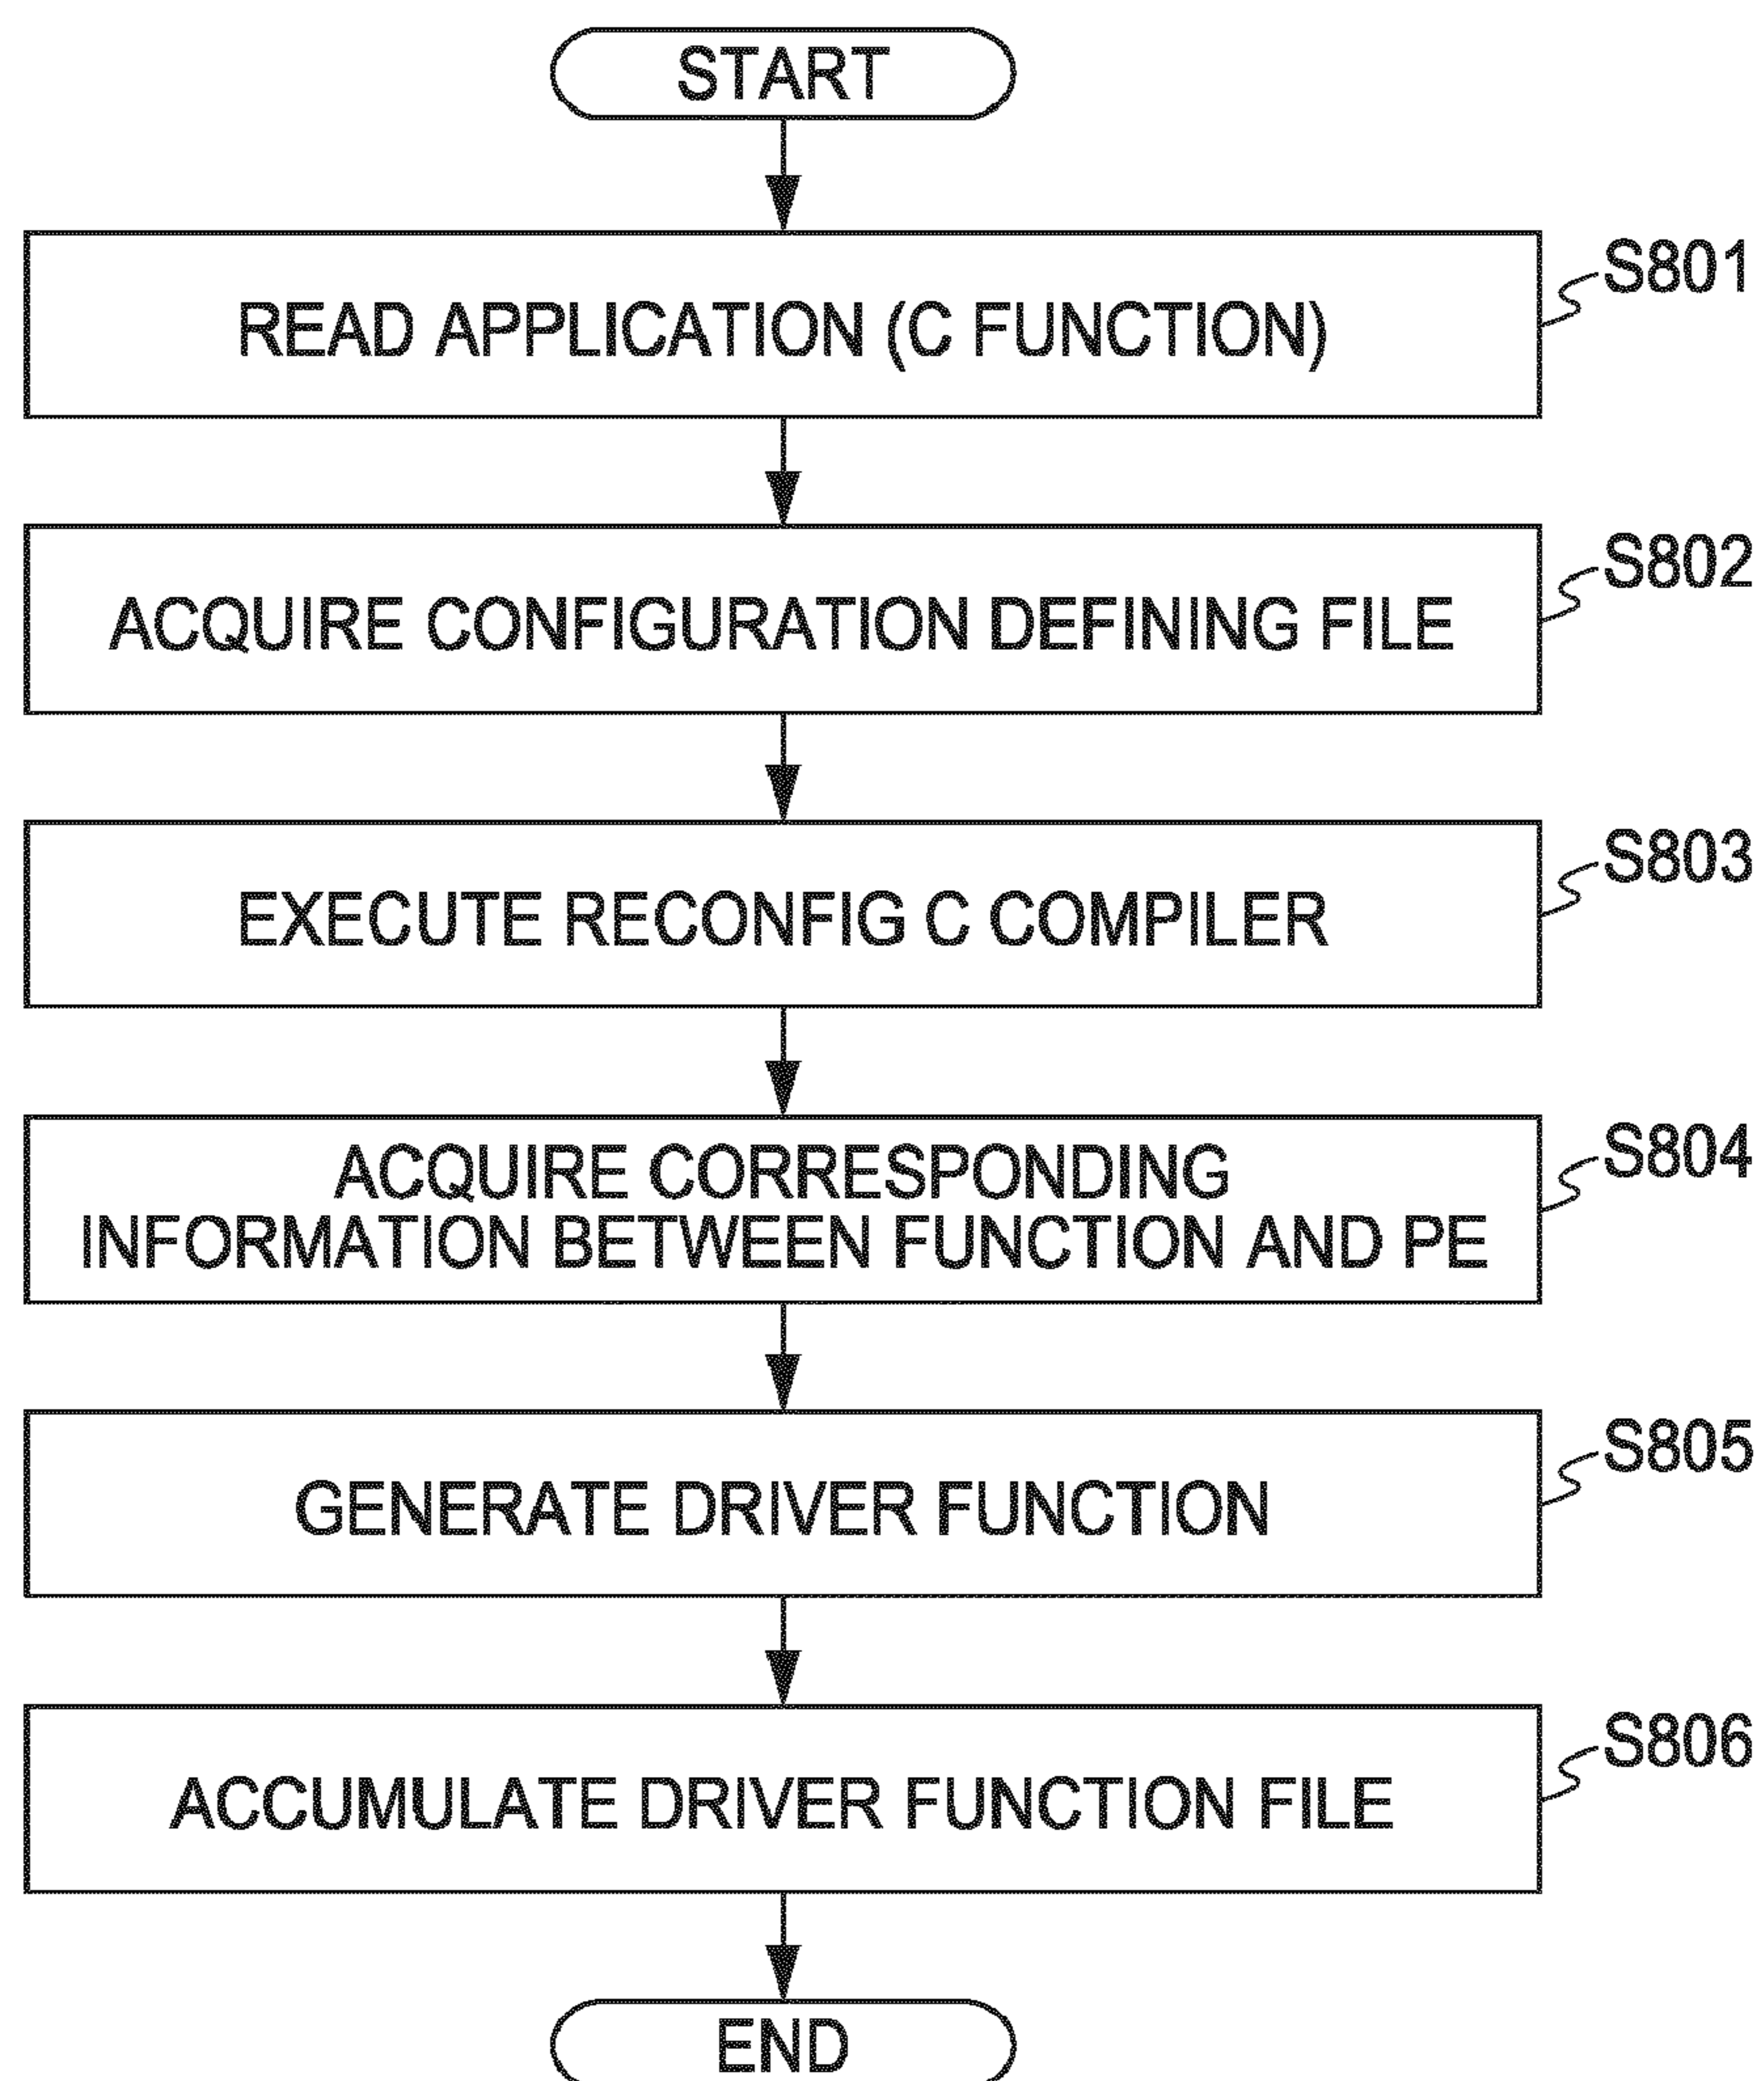 START
READ APPLICATION (C FUNCTION)
S801
ACQUIRE CONFIGURATION DEFINING FILE
S802
EXECUTE RECONFIG C COMPILER
S803
ACQUIRE CORRESPONDING
INFORMATION BETWEEN FUNCTION AND PE
S804
GENERATE DRIVER FUNCTION
S805
ACCUMULATE DRIVER FUNCTION FILE
S806
END